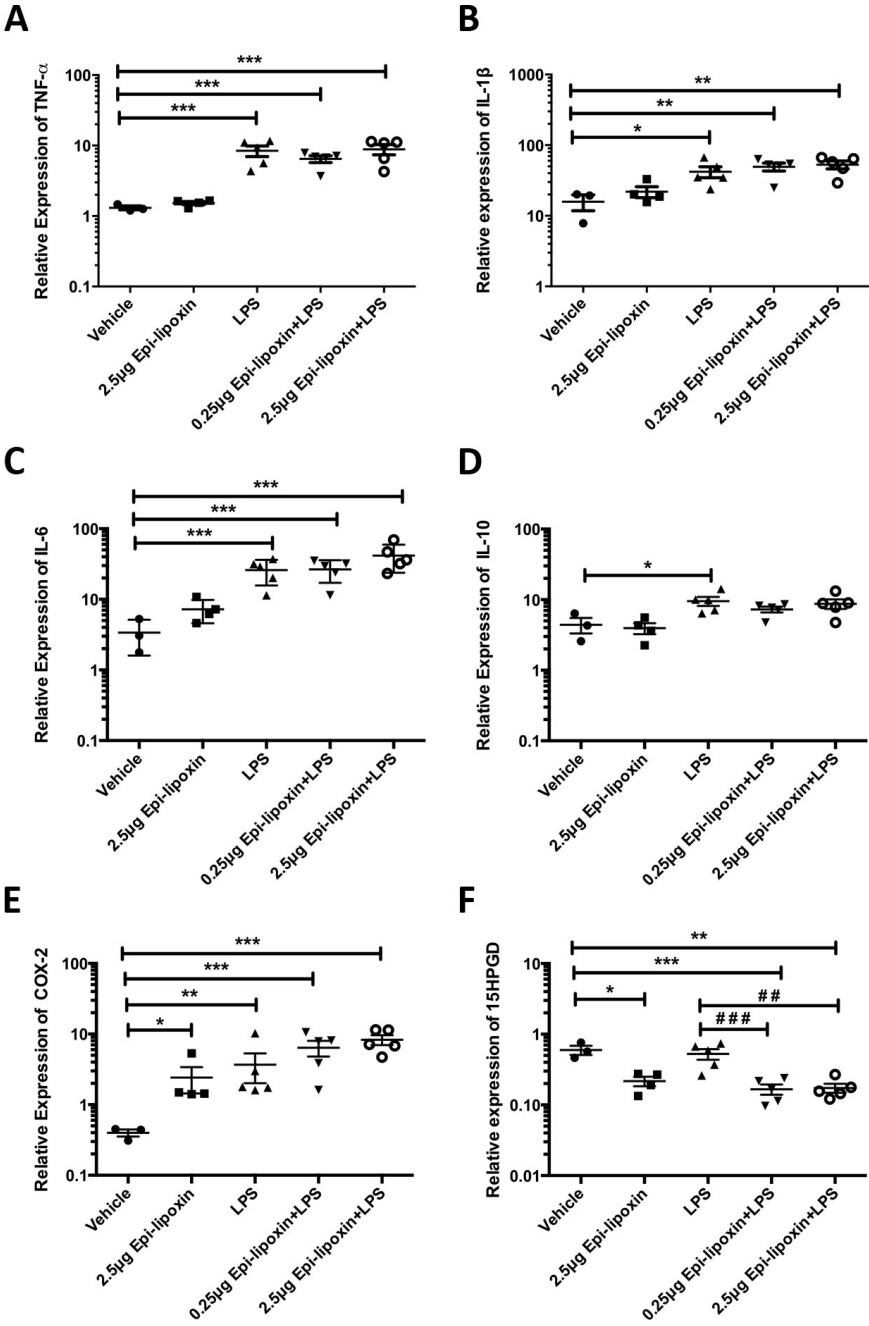 A
Relative Expression of TNF-α
100
10
1
0.1
***
***
***
Vehicle
2.5µg Epi-lipoxin
LPS
0.25µg Epi-lipoxin+LPS
2.5µg Epi-lipoxin+LPS
B
Relative expression of IL-1β
1000
100
10
1
**
**
*
Vehicle
2.5µg Epi-lipoxin
LPS
0.25µg Epi-lipoxin+LPS
2.5µg Epi-lipoxin+LPS
C
Relative Expression of IL-6
100
10
1
0.1
***
***
***
Vehicle
2.5µg Epi-lipoxin
LPS
0.25µg Epi-lipoxin+LPS
2.5µg Epi-lipoxin+LPS
D
Relative Expression of IL-10
100
10
1
0.1
*
Vehicle
2.5µg Epi-lipoxin
LPS
0.25µg Epi-lipoxin+LPS
2.5µg Epi-lipoxin+LPS
E
Relative Expression of COX-2
100
10
1
0.1
***
***
**
*
Vehicle
2.5µg Epi-lipoxin
LPS
0.25µg Epi-lipoxin+LPS
2.5µg Epi-lipoxin+LPS
F
Relative expression of 15HPGD
10
1
0.10
0.01
**
***
*
##
###
Vehicle
2.5µg Epi-lipoxin
LPS
0.25µg Epi-lipoxin+LPS
2.5µg Epi-lipoxin+LPS